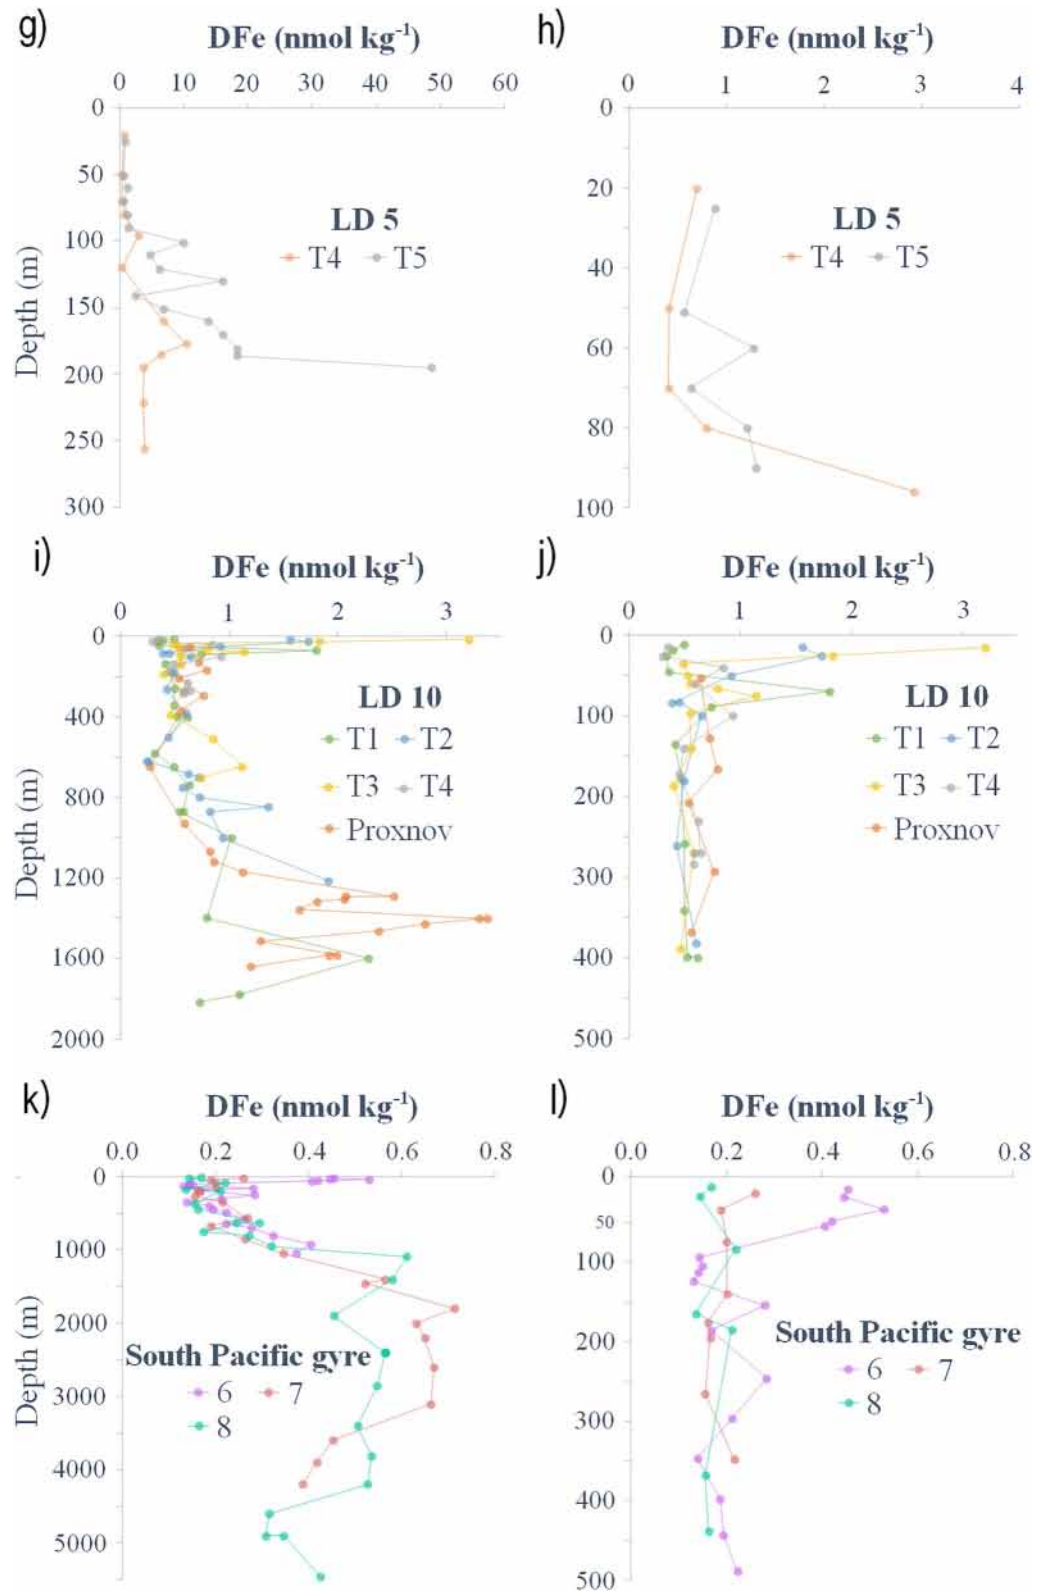 g)
DFe (nmol kg⁻¹)
0 10 20 30 40 50 60
0
50
100
150
200
250
300
Depth (m)
LD 5
T4 T5
h)
DFe (nmol kg⁻¹)
0 1 2 3 4
0
20
40
60
80
100
LD 5
T4 T5
i)
DFe (nmol kg⁻¹)
0 1 2 3
0
400
800
1200
1600
2000
Depth (m)
LD 10
T1 T2
T3 T4
Proxnov
j)
DFe (nmol kg⁻¹)
0 1 2 3
0
100
200
300
400
500
LD 10
T1 T2
T3 T4
Proxnov
k)
DFe (nmol kg⁻¹)
0.0 0.2 0.4 0.6 0.8
0
1000
2000
3000
4000
5000
Depth (m)
South Pacific gyre
6 7
8
l)
DFe (nmol kg⁻¹)
0.0 0.2 0.4 0.6 0.8
0
50
100
200
300
400
500
South Pacific gyre
6 7
8